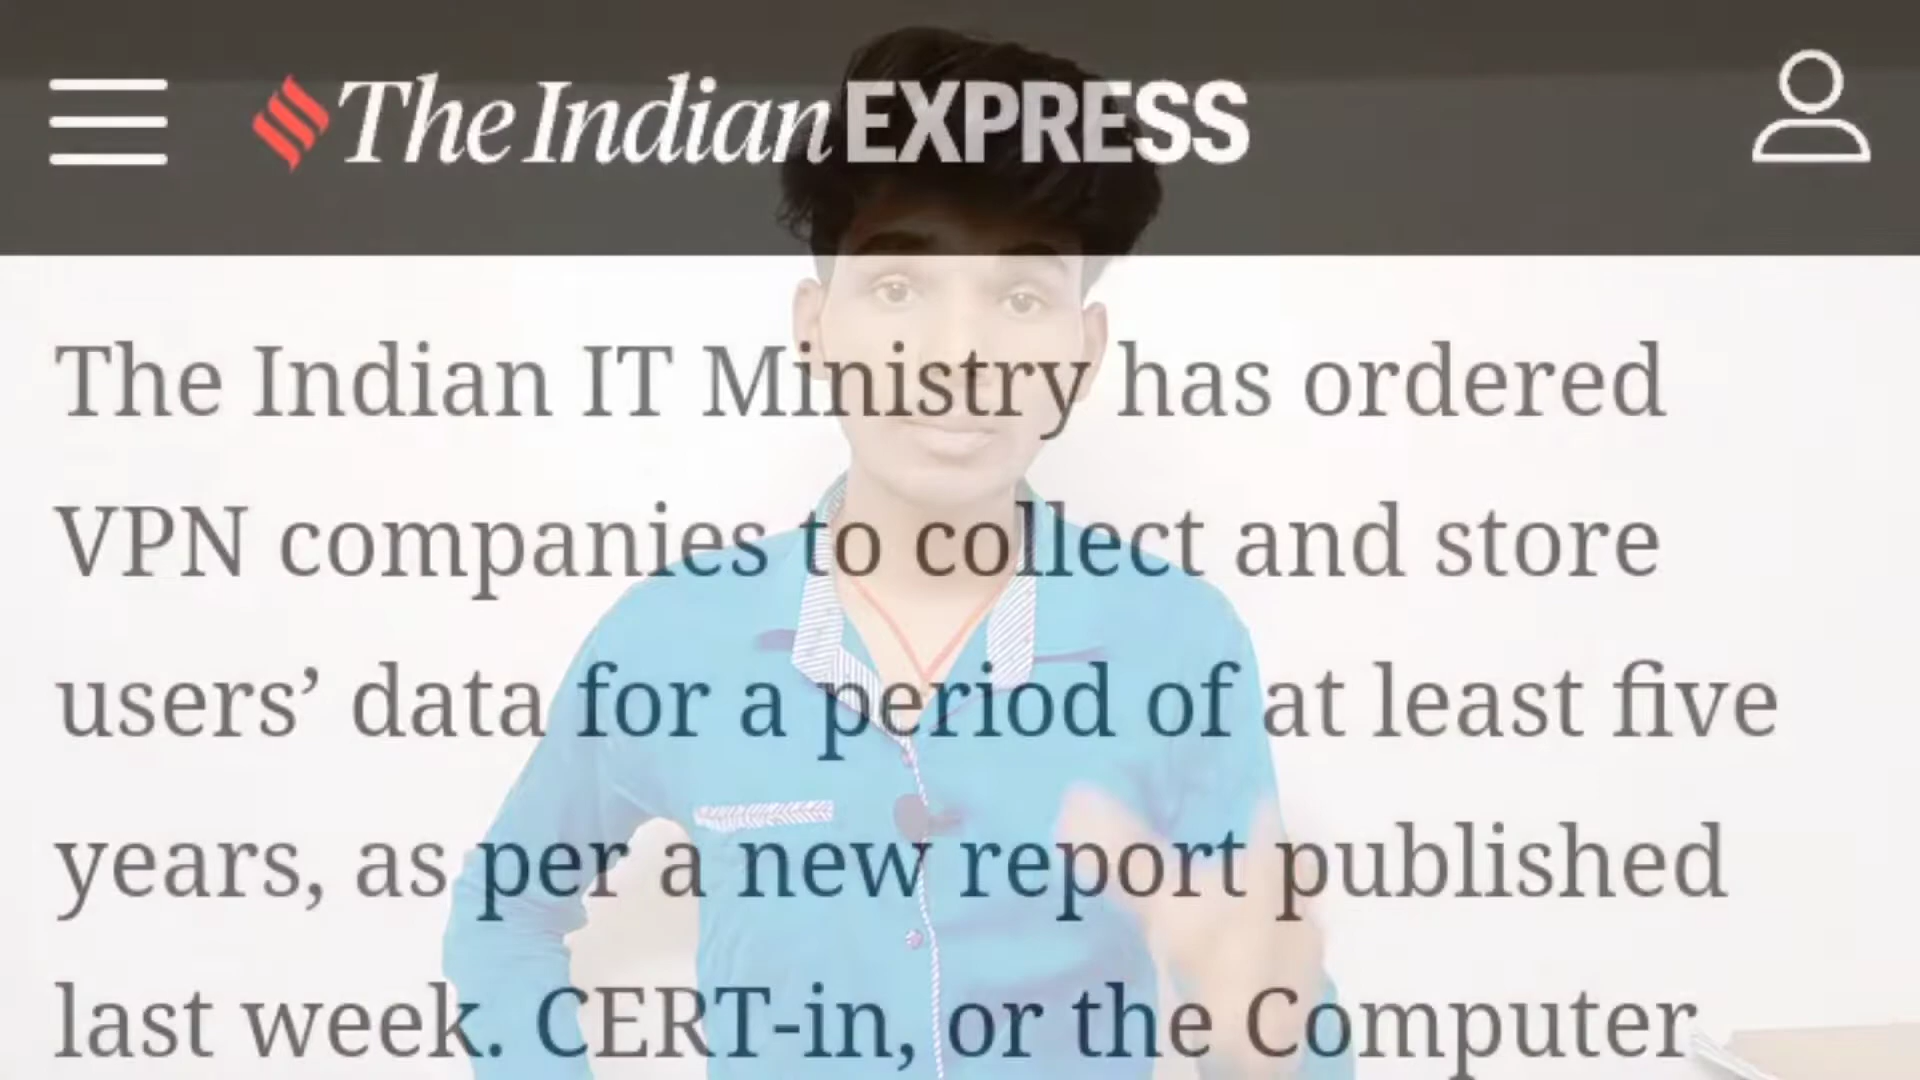 The Indian EXPRESS
The Indian IT Ministry has ordered
VPN companies to collect and store
users’ data for a period of at least five
years, as per a new report published
last week. CERT-in, or the Computer